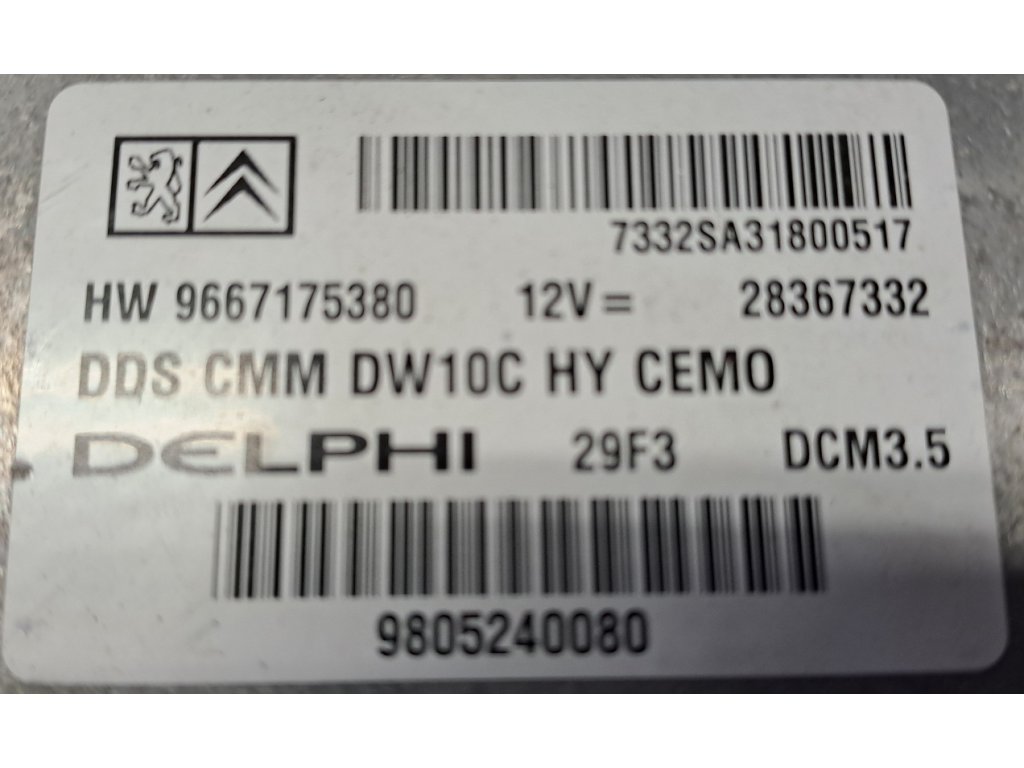 7332SA31800517
HW 9667175380 12V= 28367332
DDS CMM DW10C HY CEMO
DELPHI 29F3 DCM3.5
9805240080